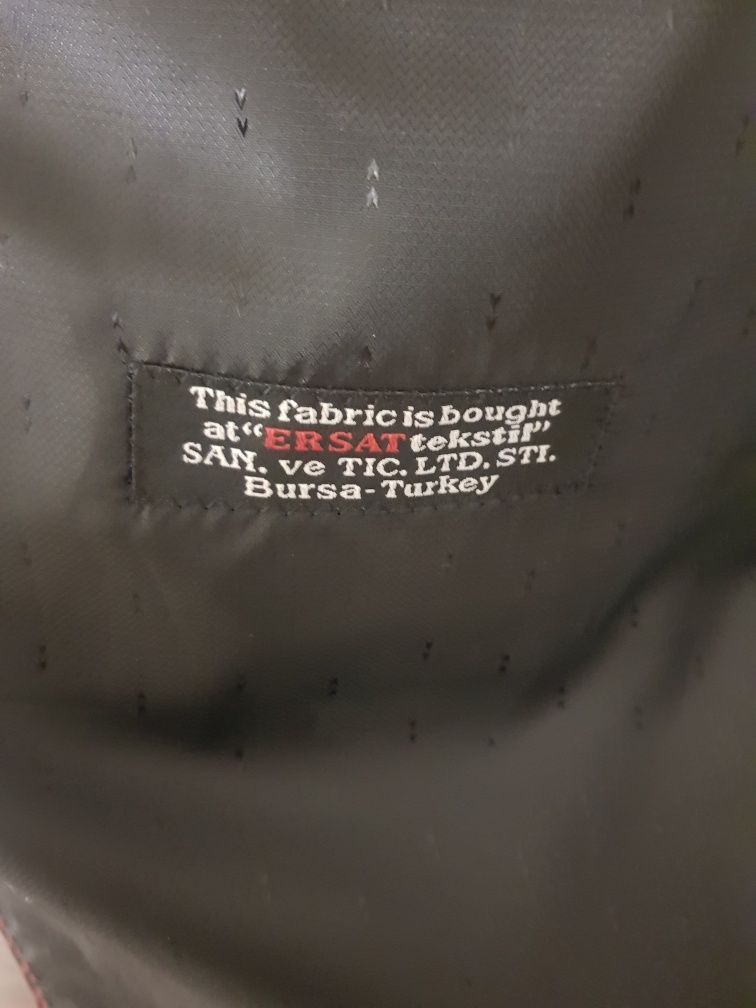 This fabric is bought
at "ERSAT tekstil"
SAN. ve TIC. LTD. STI.
Bursa-Turkey